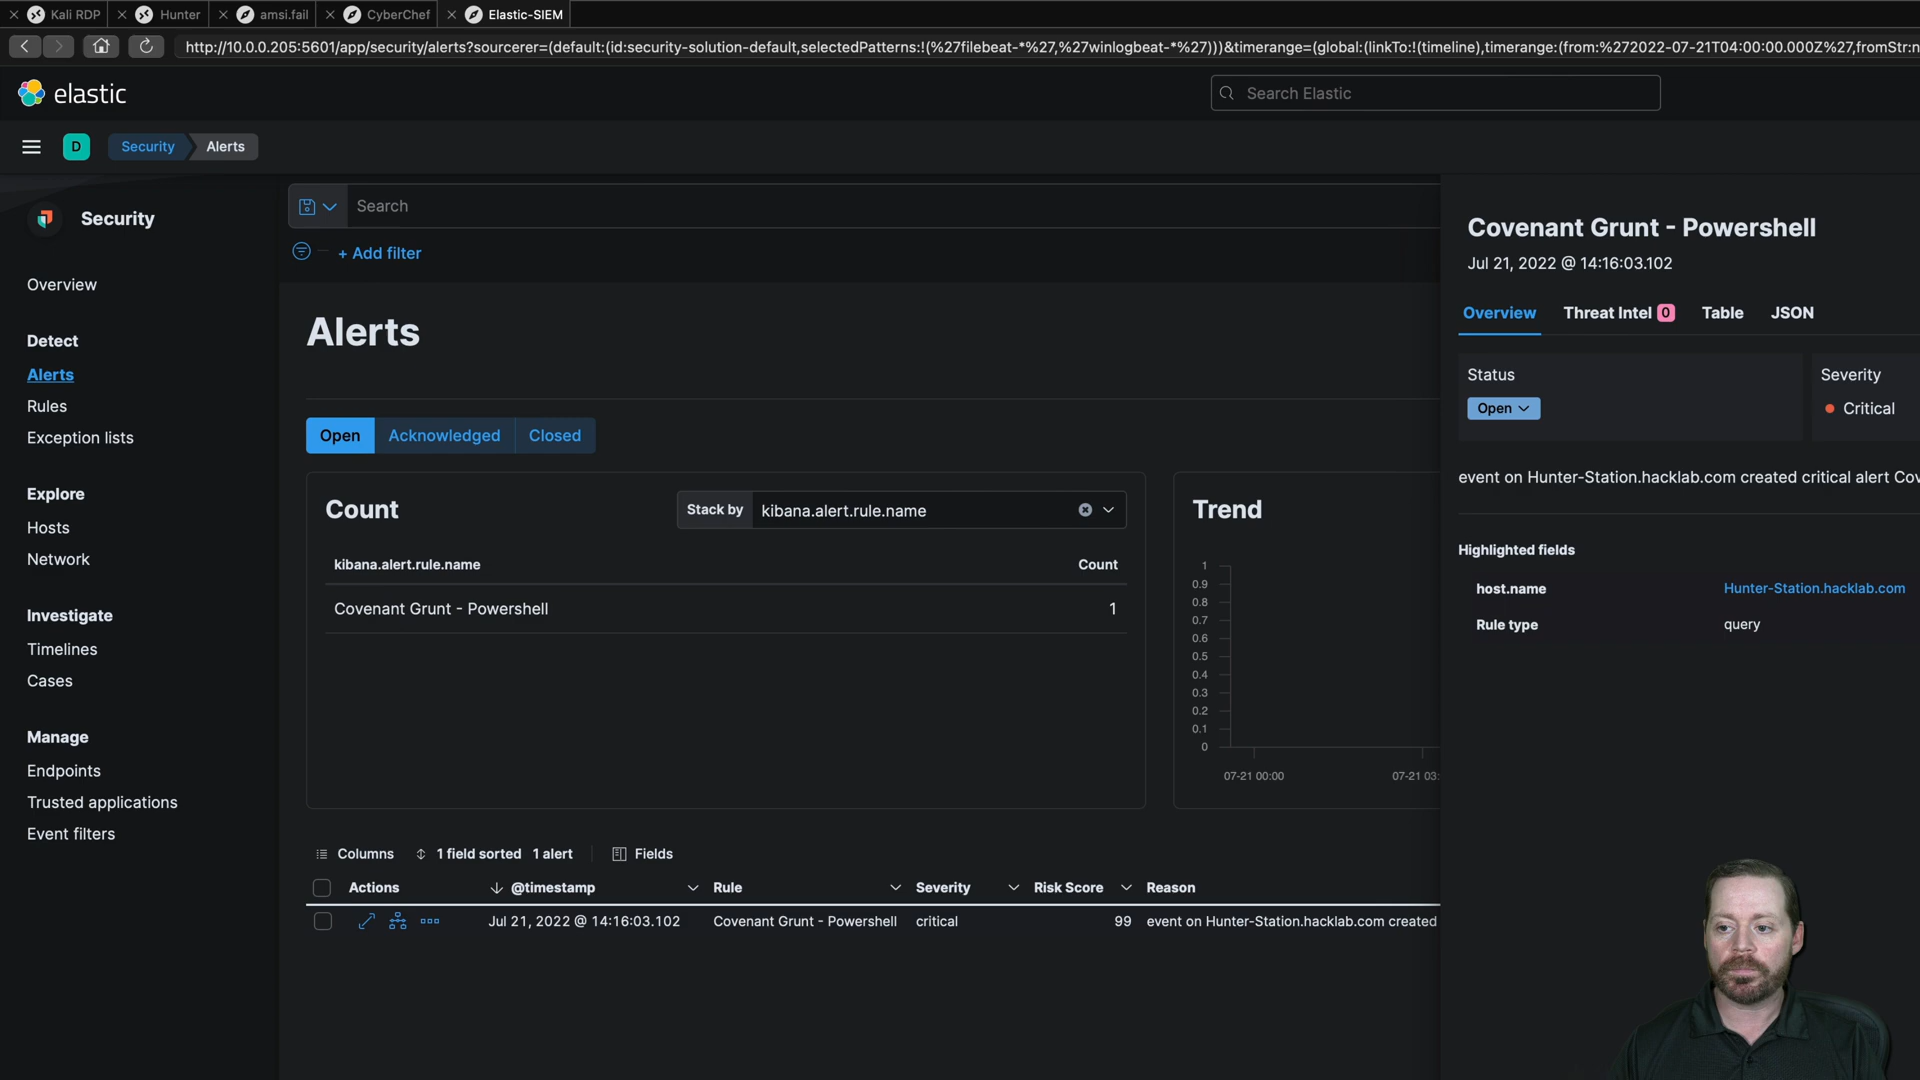 Kali RDP
Hunter
amsi.fail
CyberChef
Elastic-SIEM
http://10.0.0.205:5601/app/security/alerts?sourcerer=(default:(id:security-solution-default,selectedPatterns:!(%27filebeat-*%27,%27winlogbeat-*%27)))&timerange=(global:(linkTo:!(timeline),timerange:(from:%272022-07-21T04:00:00.000Z%27,fromStr:n
elastic
Search Elastic
D
Security
Alerts
Security
Overview
Detect
Alerts
Rules
Exception lists
Explore
Hosts
Network
Investigate
Timelines
Cases
Manage
Endpoints
Trusted applications
Event filters
Search
+ Add filter
Alerts
Open
Acknowledged
Closed
Count
Stack by
kibana.alert.rule.name
kibana.alert.rule.name
Count
Covenant Grunt - Powershell
1
Trend
1
0.9
0.8
0.7
0.6
0.5
0.4
0.3
0.2
0.1
0
07-21 00:00
07-21 03:
Columns
1 field sorted
1 alert
Fields
Actions
@timestamp
Rule
Severity
Risk Score
Reason
Jul 21, 2022 @ 14:16:03.102
Covenant Grunt - Powershell
critical
99
event on Hunter-Station.hacklab.com created
Covenant Grunt - Powershell
Jul 21, 2022 @ 14:16:03.102
Overview
Threat Intel 0
Table
JSON
Status
Open
Severity
Critical
event on Hunter-Station.hacklab.com created critical alert Cov
Highlighted fields
host.name
Hunter-Station.hacklab.com
Rule type
query